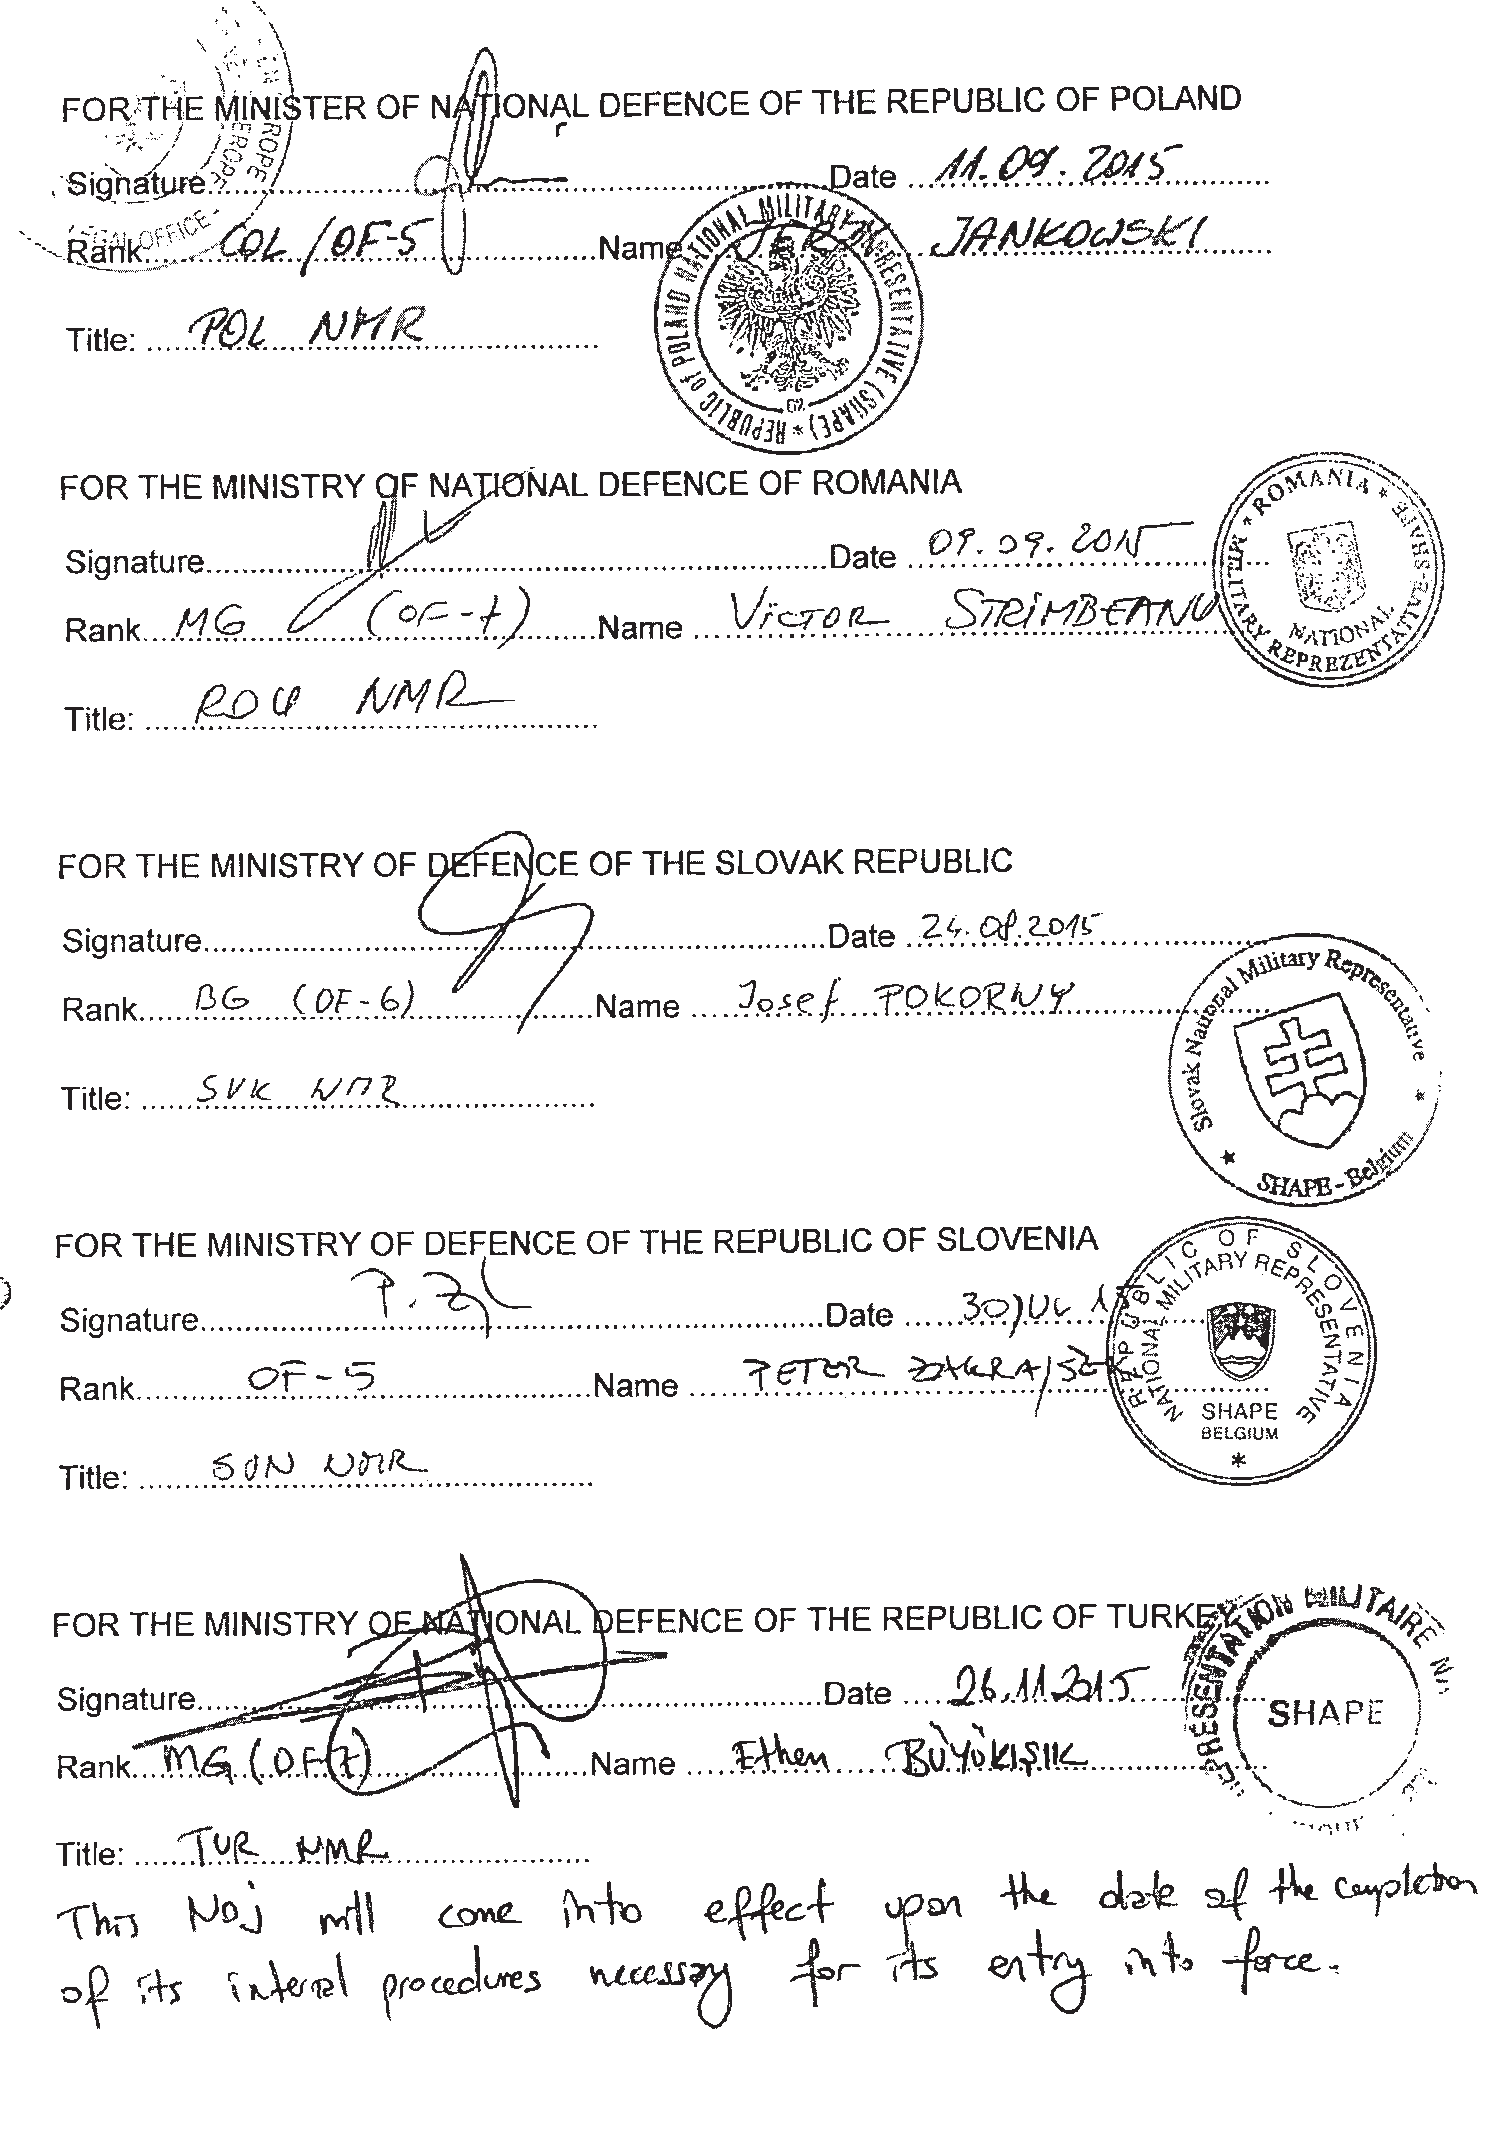 FOR THE MINISTER OF NATIONAL DEFENCE OF THE REPUBLIC OF POLAND
Signature Date 11.09.2015
Rank COL/OF-5 Name JANKOWSKI
Title: POL NMR
LEGAL OFFICE
REPUBLIC of POLAND NATIONAL MILITARY REPRESENTATIVE (SHAPE)
FOR THE MINISTRY OF NATIONAL DEFENCE OF ROMANIA
Signature Date 09.09.2015
Rank MG (OF-7) Name VICTOR STRIMBEANU
Title: ROU NMR
ROMANIA NATIONAL MILITARY REPREZENTATIVE-SHAPE
FOR THE MINISTRY OF DEFENCE OF THE SLOVAK REPUBLIC
Signature Date 24.08.2015
Rank BG (OF-6) Name Josef POKORNY
Title: SVK NMR
Slovak National Military Representative
SHAPE - Belgium
FOR THE MINISTRY OF DEFENCE OF THE REPUBLIC OF SLOVENIA
Signature Date 30JUL 15
Rank OF-5 Name PETER ZAGRAJŠEK
Title: SVN NMR
REPUBLIC OF SLOVENIA
NATIONAL MILITARY REPRESENTATIVE
SHAPE
BELGIUM
FOR THE MINISTRY OF NATIONAL DEFENCE OF THE REPUBLIC OF TURKEY
Signature Date 26.11.2015
Rank MG (OF-7) Name Ethem BÜYÜKIŞIK
Title: TUR NMR
REPRESENTATION MILITAIRE
SHAPE
This NOJ will come into effect upon the date of the completion
of its internal procedures necessary for its entry into force.